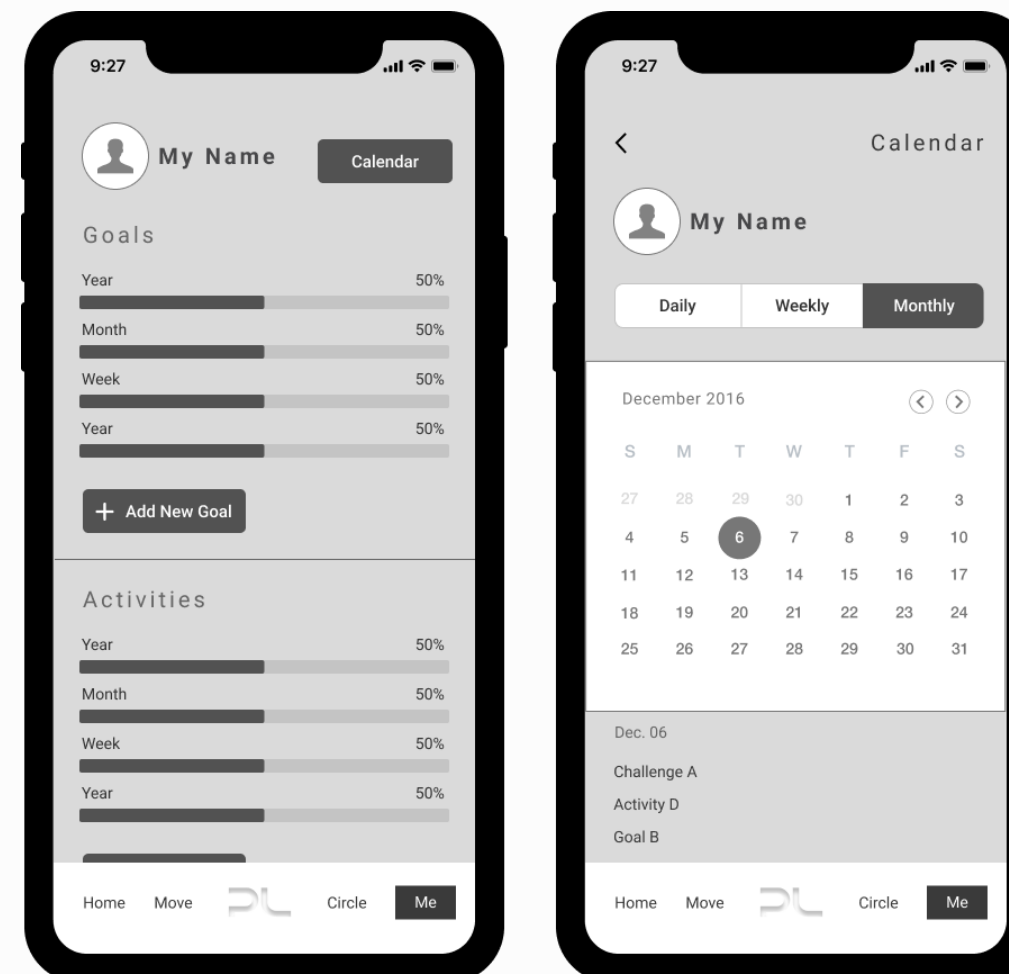 9:27
My Name
Calendar
Goals
Year 50%
Month 50%
Week 50%
Year 50%
+ Add New Goal
Activities
Year 50%
Month 50%
Week 50%
Year 50%
Home Move PL Circle Me
9:27
Calendar
My Name
Daily Weekly Monthly
December 2016
S M T W T F S
27 28 29 30 1 2 3
4 5 6 7 8 9 10
11 12 13 14 15 16 17
18 19 20 21 22 23 24
25 26 27 28 29 30 31
Dec. 06
Challenge A
Activity D
Goal B
Home Move PL Circle Me